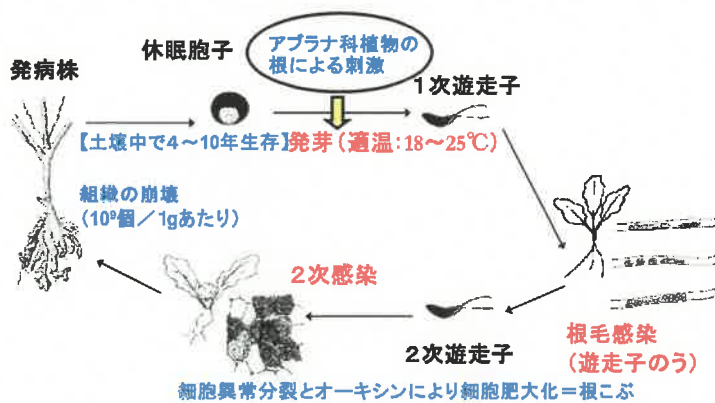 発病株
休眠胞子
アブラナ科植物の
根による刺激
1次遊走子
【土壌中で4~10年生存】発芽(適温:18~25℃)
組織の崩壊
(10⁹個/1gあたり)
2次感染
2次遊走子
根毛感染
(遊走子のう)
細胞異常分裂とオーキシンにより細胞肥大化=根こぶ